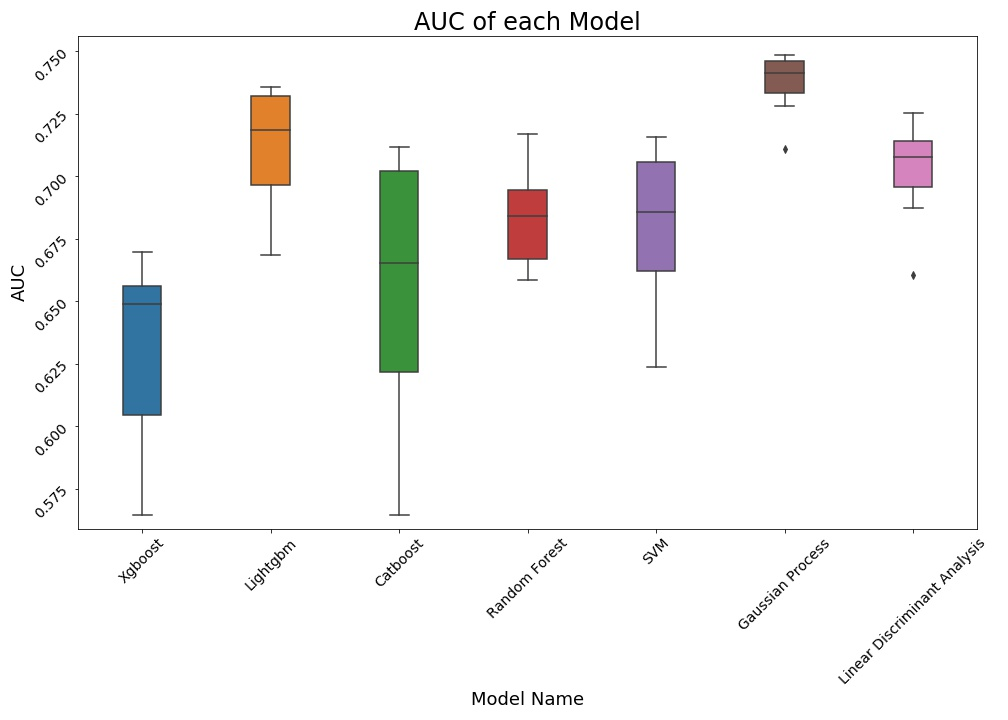 AUC of each Model
AUC
0.750
0.725
0.700
0.675
0.650
0.625
0.600
0.575
Xgboost
Lightgbm
Catboost
Random Forest
SVM
Gaussian Process
Linear Discriminant Analysis
Model Name